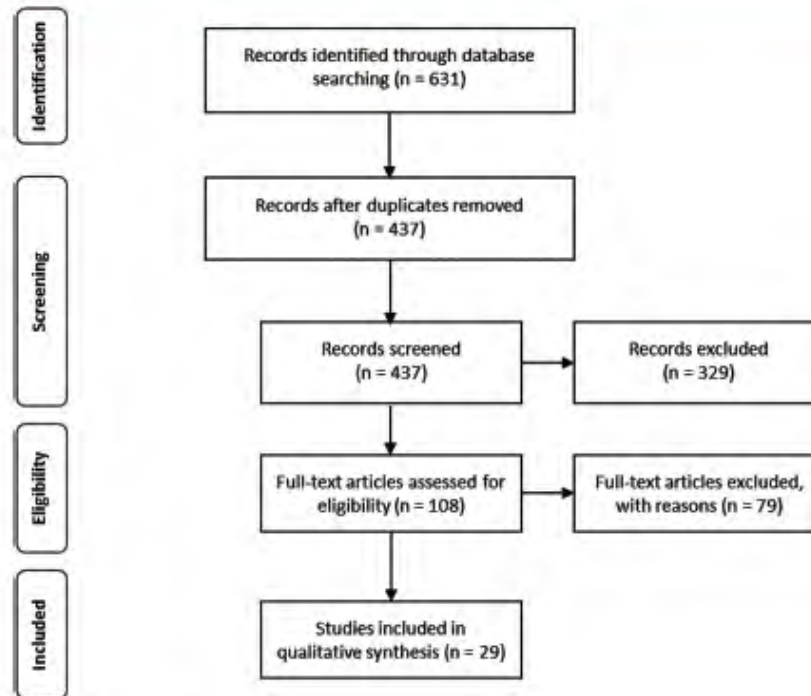 Identification
Records identified through database
searching (n = 631)
Screening
Records after duplicates removed
(n = 437)
Records screened
(n = 437)
Records excluded
(n = 329)
Eligibility
Full-text articles assessed for
eligibility (n = 108)
Full-text articles excluded,
with reasons (n = 79)
Included
Studies included in
qualitative synthesis (n = 29)